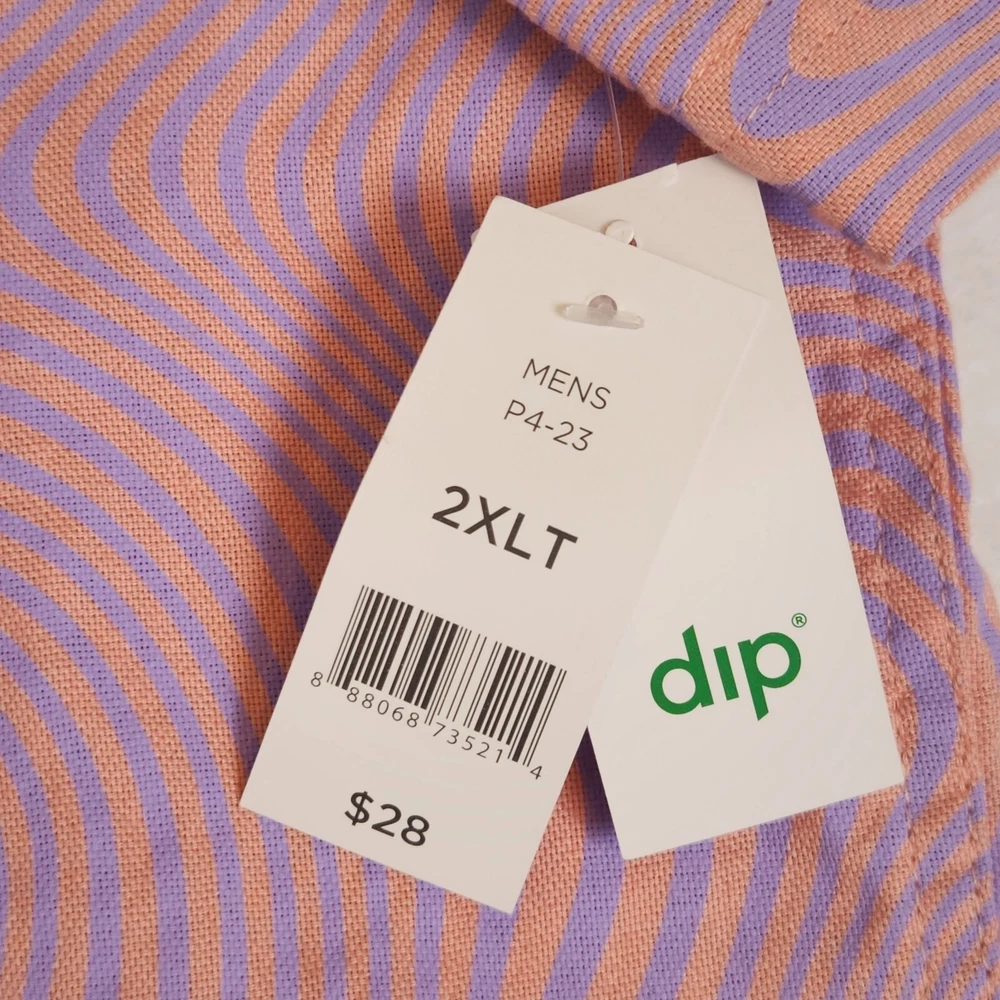 MENS
P4-23
2XLT
8 88068 73521 4
$28
dip®